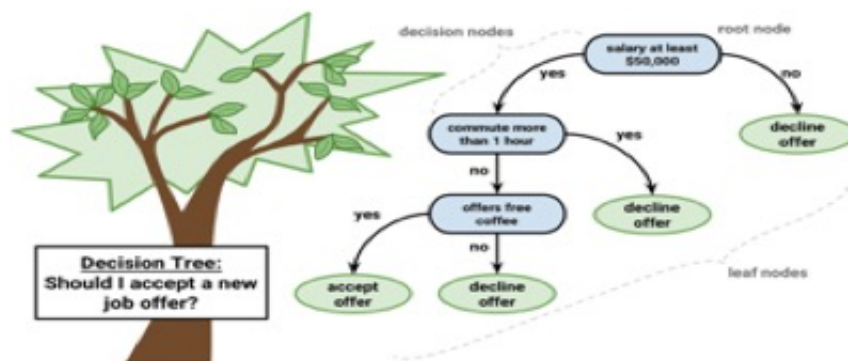 decision nodes
root node
salary at least
$50,000
yes
no
commute more
than 1 hour
decline
offer
yes
no
offers free
coffee
decline
offer
yes
no
leaf nodes
accept
offer
decline
offer
Decision Tree:
Should I accept a new
job offer?